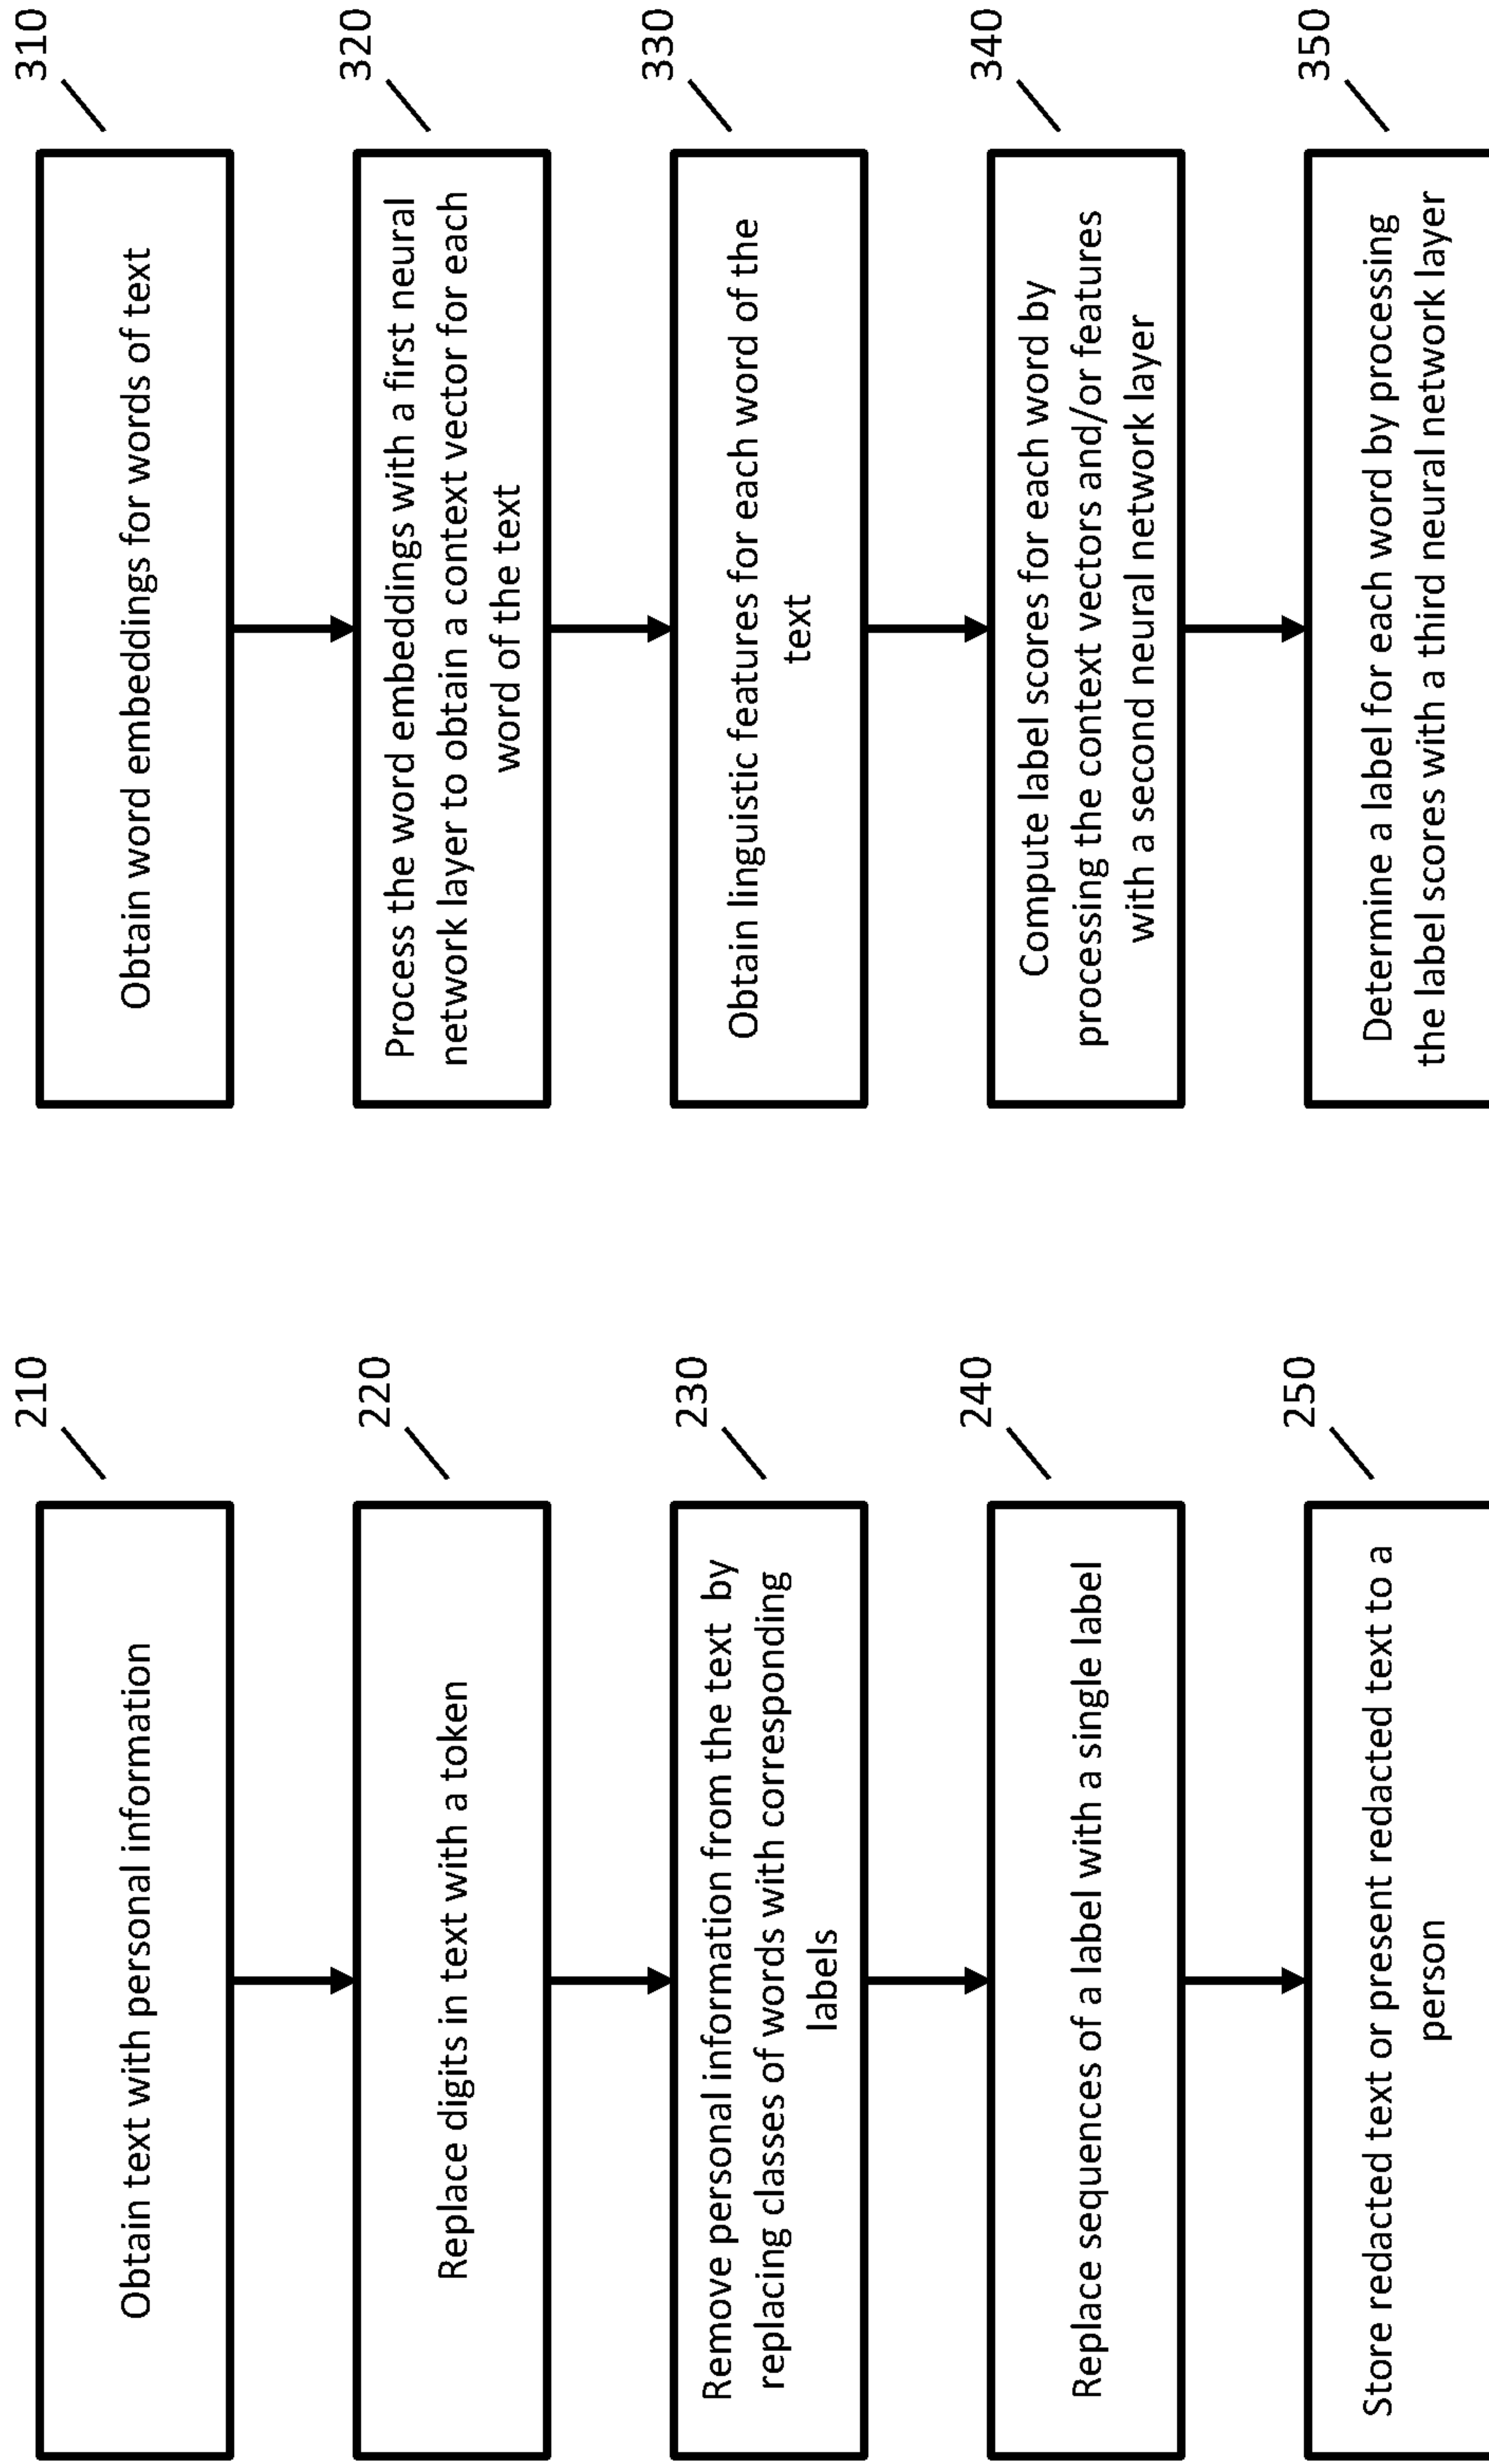 210
Obtain text with personal information
220
Replace digits in text with a token
230
Remove personal information from the text by
replacing classes of words with corresponding
labels
240
Replace sequences of a label with a single label
250
Store redacted text or present redacted text to a
person
310
Obtain word embeddings for words of text
320
Process the word embeddings with a first neural
network layer to obtain a context vector for each
word of the text
330
Obtain linguistic features for each word of the
text
340
Compute label scores for each word by
processing the context vectors and/or features
with a second neural network layer
350
Determine a label for each word by processing
the label scores with a third neural network layer